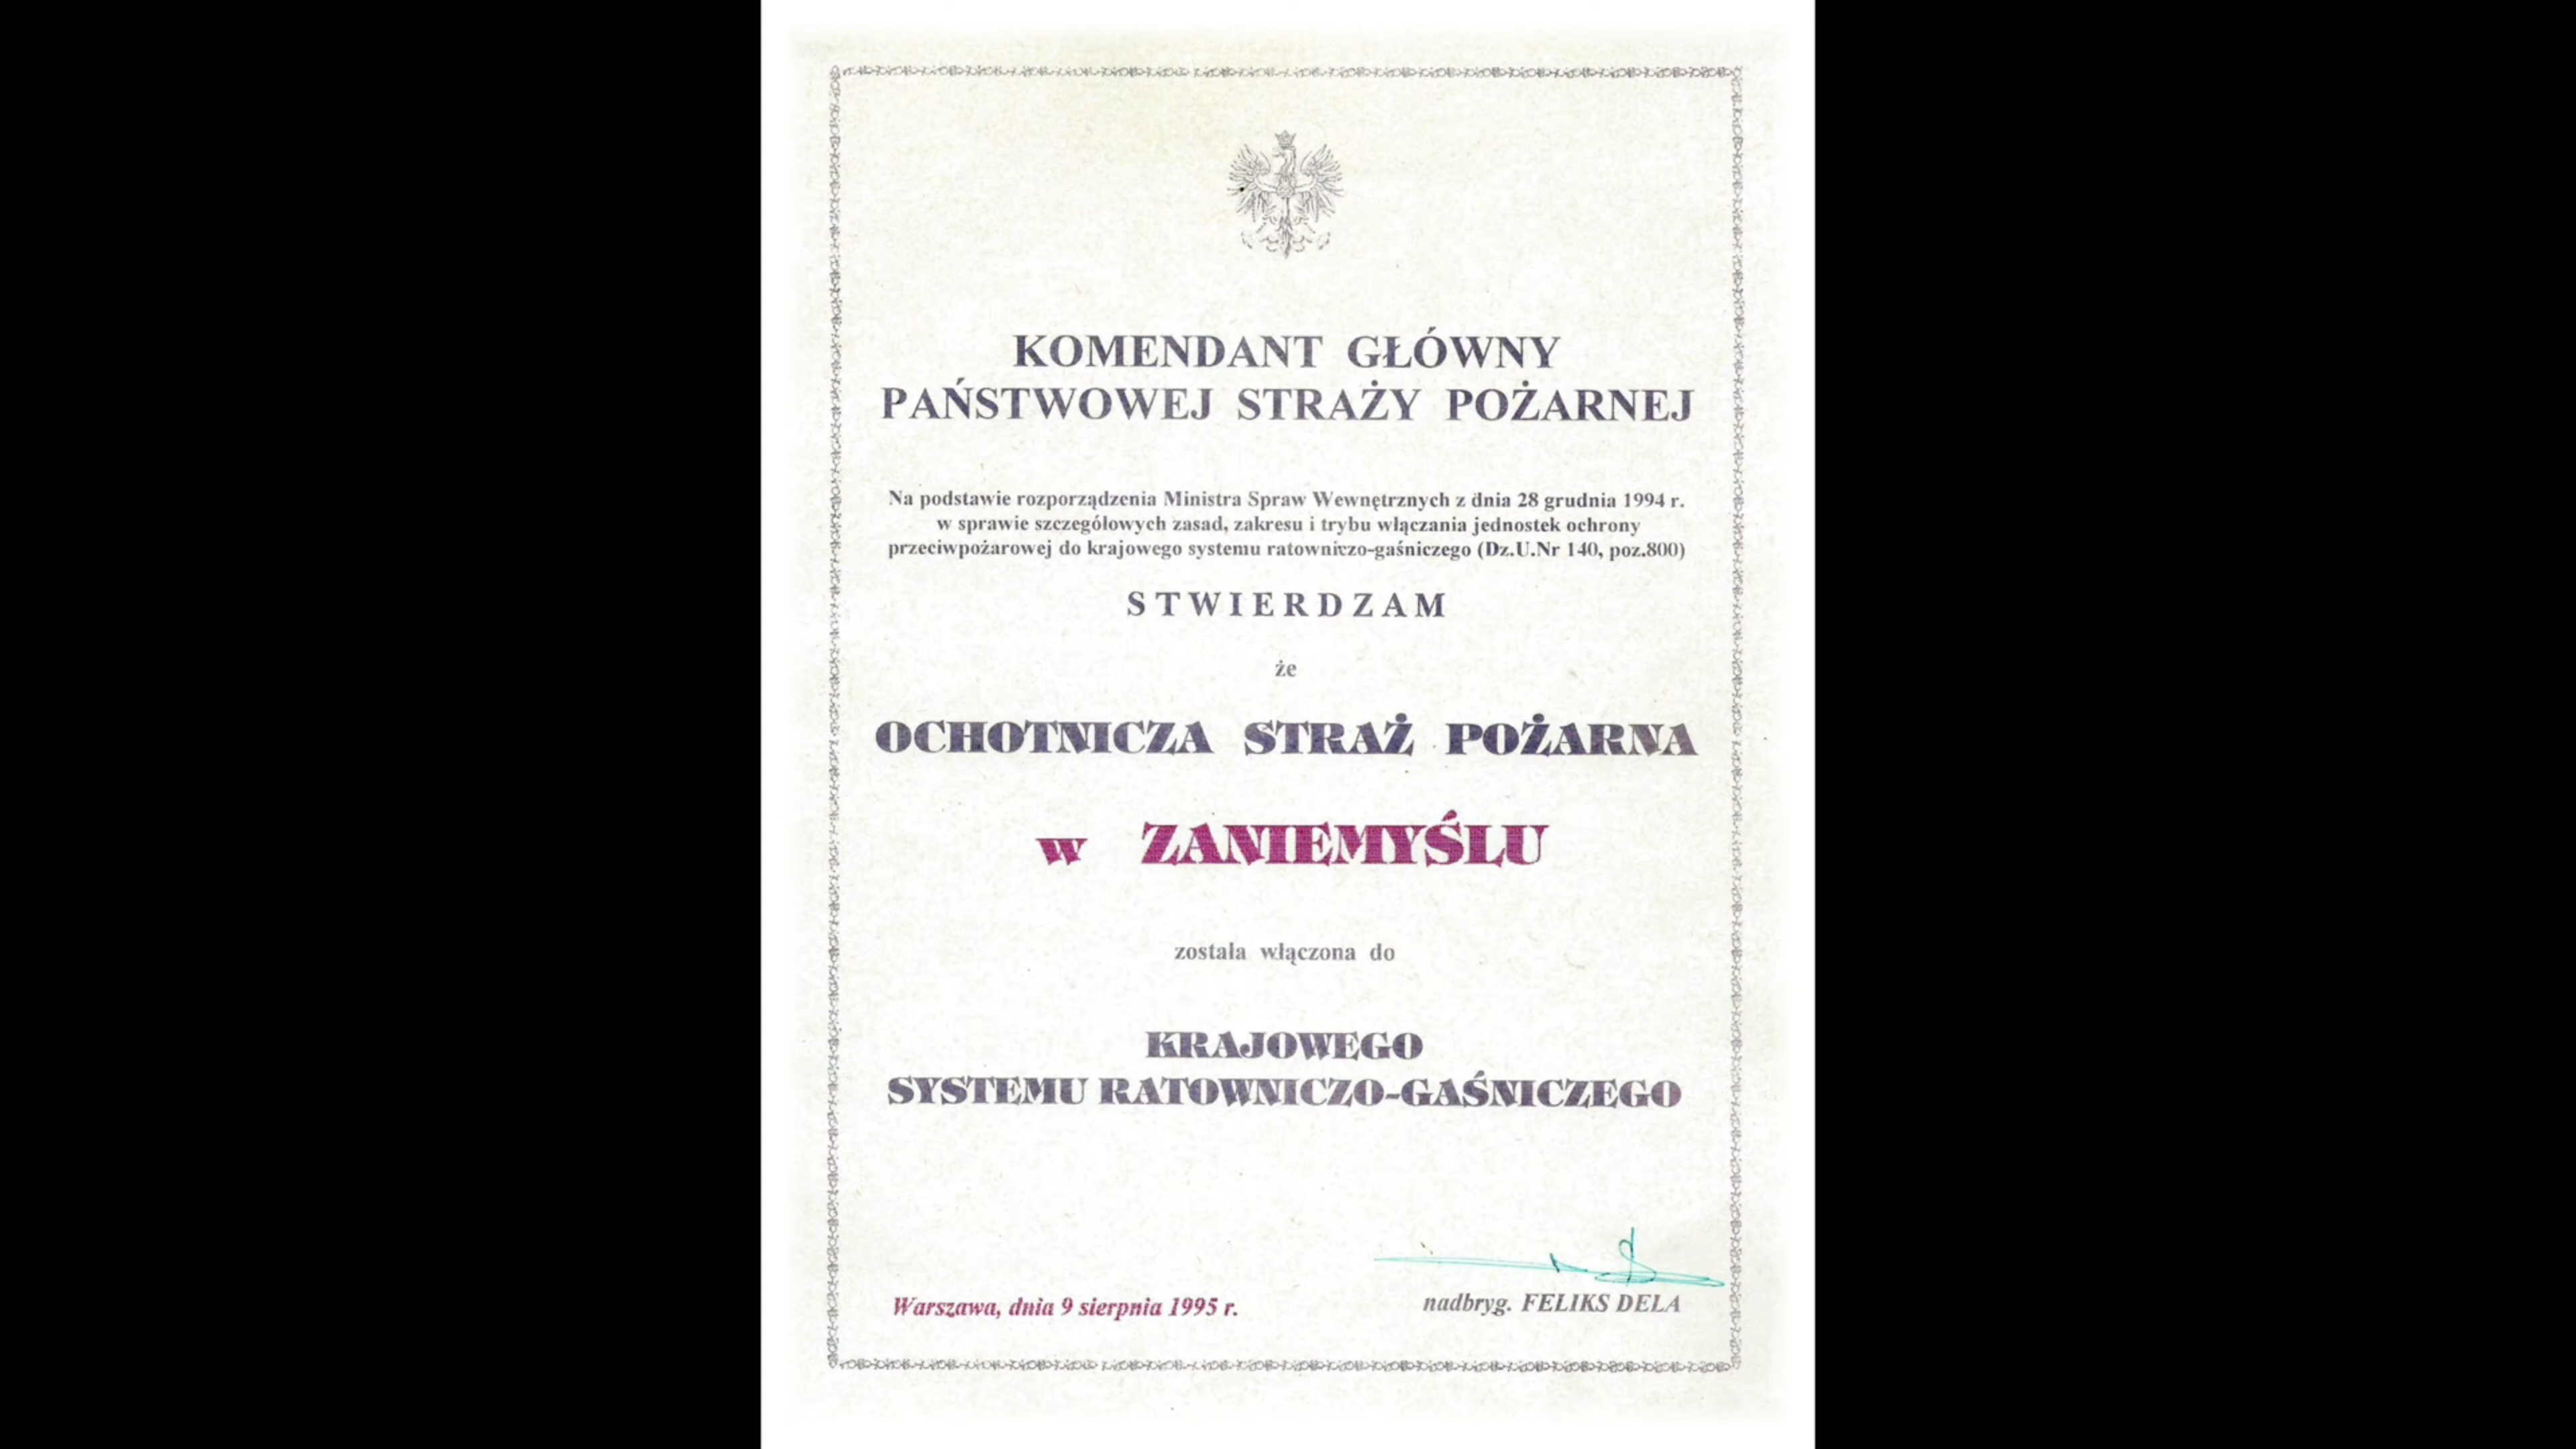 KOMENDANT GŁÓWNY
PAŃSTWOWEJ STRAŻY POŻARNEJ
Na podstawie rozporządzenia Ministra Spraw Wewnętrznych z dnia 28 grudnia 1994 r.
w sprawie szczegółowych zasad, zakresu i trybu włączania jednostek ochrony
przeciwpożarowej do krajowego systemu ratowniczo-gaśniczego (Dz.U.Nr 140, poz.800)
STWIERDZAM
że
OCHOTNICZA STRAŻ POŻARNA
w ZANIEMYŚLU
została włączona do
KRAJOWEGO
SYSTEMU RATOWNICZO-GAŚNICZEGO
Warszawa, dnia 9 sierpnia 1995 r.
nadbryg. FELIKS DELA